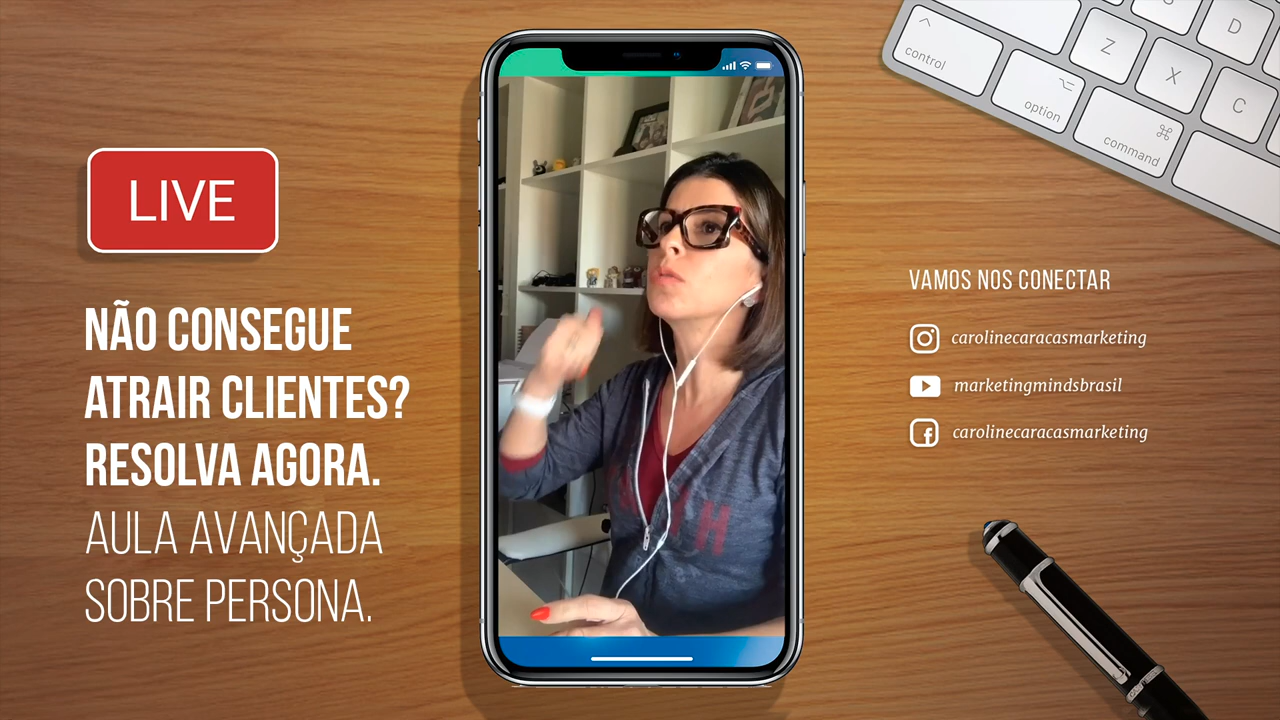 LIVE
NÃO CONSEGUE
ATRAIR CLIENTES?
RESOLVA AGORA.
AULA AVANÇADA
SOBRE PERSONA.
VAMOS NOS CONECTAR
carolinecaracasmarketing
marketingmindsbrasil
carolinecaracasmarketing
control
option
command
S
D
Z
X
C